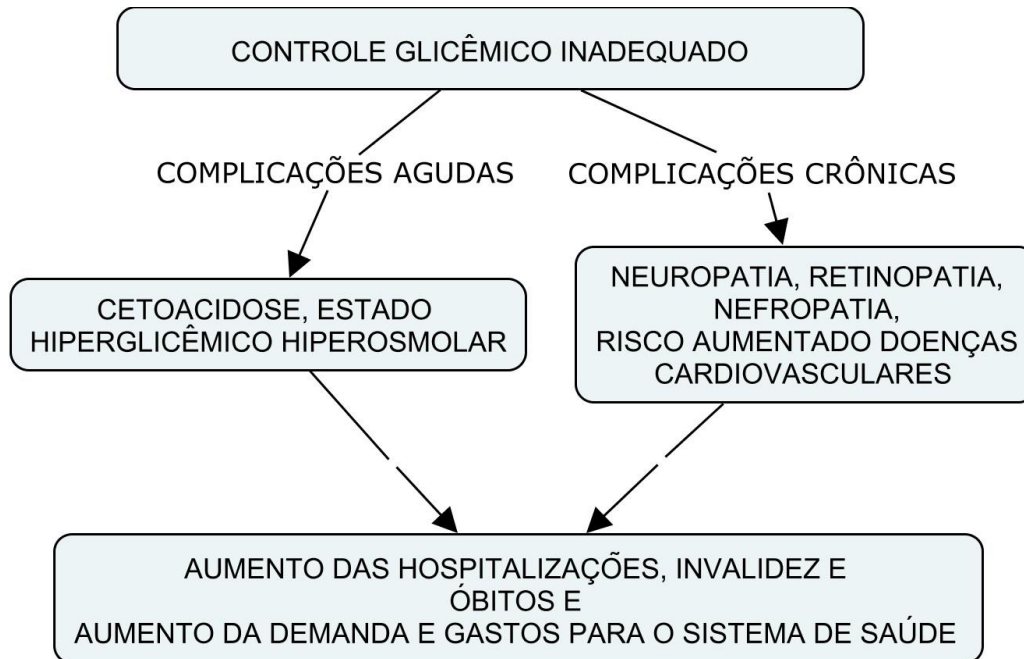 CONTROLE GLICÊMICO INADEQUADO
COMPLICAÇÕES AGUDAS
COMPLICAÇÕES CRÔNICAS
CETOACIDOSE, ESTADO
HIPERGLICÊMICO HIPEROSMOLAR
NEUROPATIA, RETINOPATIA,
NEFROPATIA,
RISCO AUMENTADO DOENÇAS
CARDIOVASCULARES
AUMENTO DAS HOSPITALIZAÇÕES, INVALIDEZ E
ÓBITOS E
AUMENTO DA DEMANDA E GASTOS PARA O SISTEMA DE SAÚDE